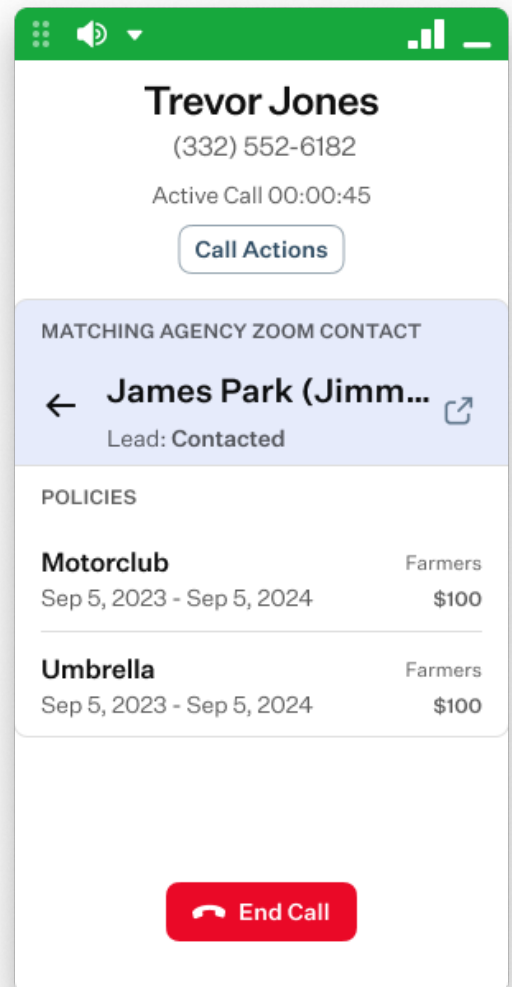 Trevor Jones
(332) 552-6182
Active Call 00:00:45
Call Actions
MATCHING AGENCY ZOOM CONTACT
James Park (Jimm...
Lead: Contacted
POLICIES
Motorclub Farmers
Sep 5, 2023 - Sep 5, 2024 $100
Umbrella Farmers
Sep 5, 2023 - Sep 5, 2024 $100
End Call